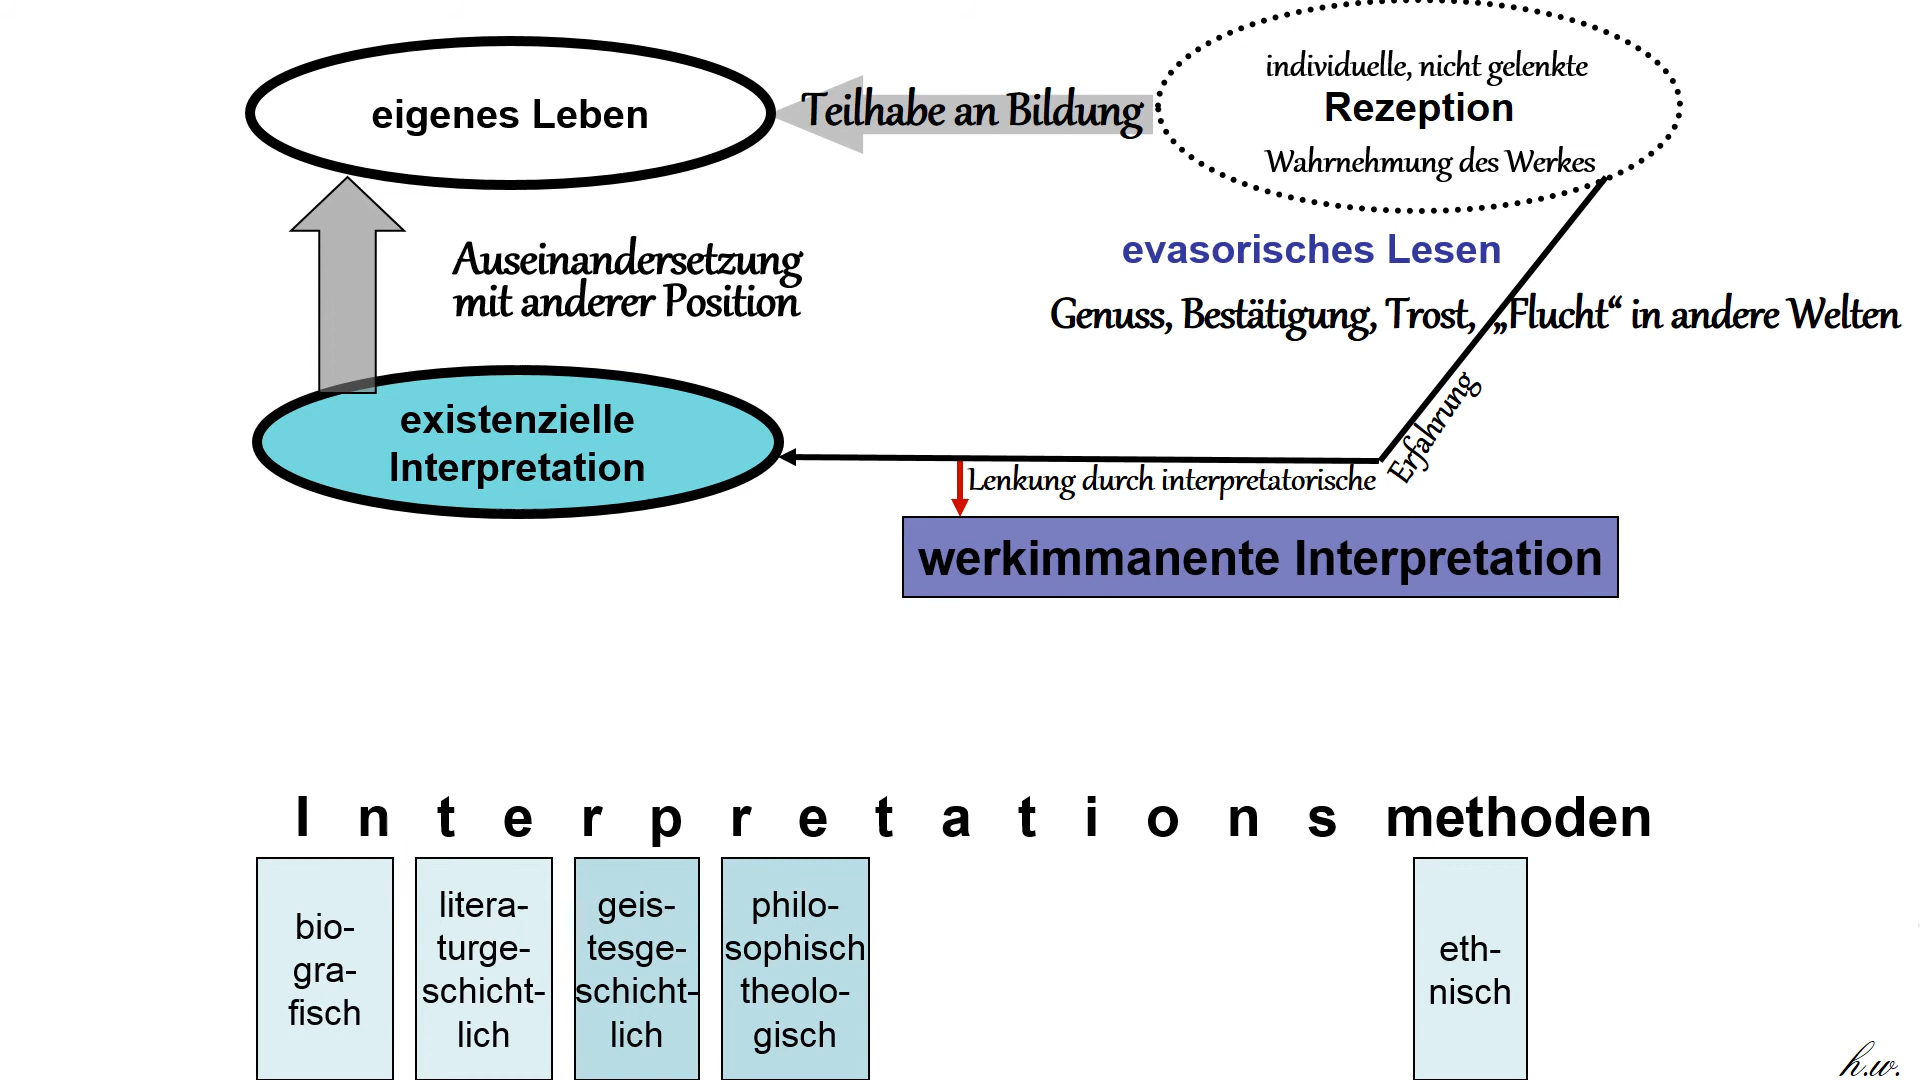 eigenes Leben
Teilhabe an Bildung
individuelle, nicht gelenkte
Rezeption
Wahrnehmung des Werkes
Auseinandersetzung
mit anderer Position
evasorisches Lesen
Genuss, Bestätigung, Trost, „Flucht“ in andere Welten
existenzielle
Interpretation
Lenkung durch interpretatorische
Erfahrung
werkimmanente Interpretation
I n t e r p r e t a t i o n s methoden
bio-
gra-
fisch
litera-
turge-
schicht-
lich
geis-
tesge-
schicht-
lich
philo-
sophisch
theolo-
gisch
eth-
nisch
h.w.